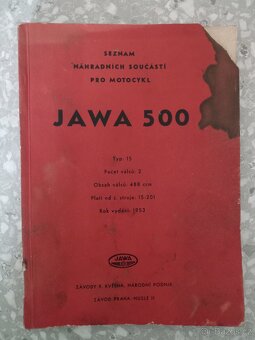 SEZNAM
NÁHRADNÍCH SOUČÁSTÍ
PRO MOTOCYKL
JAWA 500
Typ: 15
Počet válců: 2
Obsah válců: 488 ccm
Platí od č. stroje: 15-201
Rok vydání: 1953
JAWA
ZÁVODY 9. KVĚTNA, NÁRODNÍ PODNIK
ZÁVOD PRAHA-NUSLE II